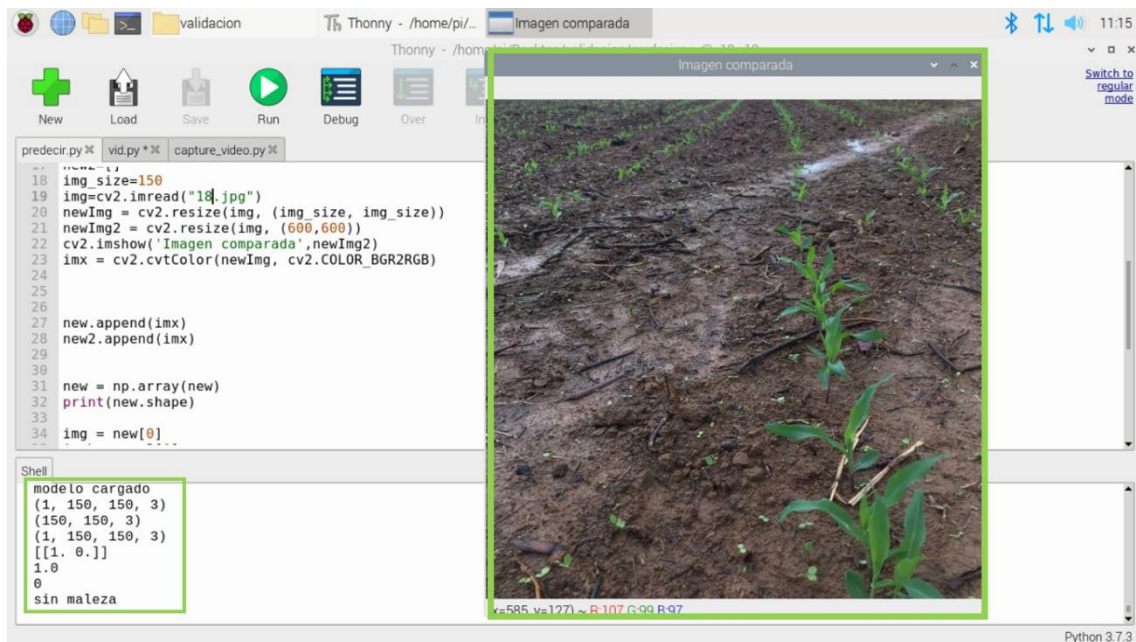 validacion
Thonny - /home/pi/...
Imagen comparada
11:15
Imagen comparada
Switch to
regular
mode
New
Load
Save
Run
Debug
Over
predecir.py
vid.py *
capture_video.py
18 img_size=150
19 img=cv2.imread("18.jpg")
20 newImg = cv2.resize(img, (img_size, img_size))
21 newImg2 = cv2.resize(img, (600,600))
22 cv2.imshow('Imagen comparada',newImg2)
23 imx = cv2.cvtColor(newImg, cv2.COLOR_BGR2RGB)
24
25
26
27 new.append(imx)
28 new2.append(imx)
29
30
31 new = np.array(new)
32 print(new.shape)
33
34 img = new[0]
Shell
modelo cargado
(1, 150, 150, 3)
(150, 150, 3)
(1, 150, 150, 3)
[[1. 0.]]
1.0
0
sin maleza
x=585, y=127) ~ R:107 G:99 B:97
Python 3.7.3